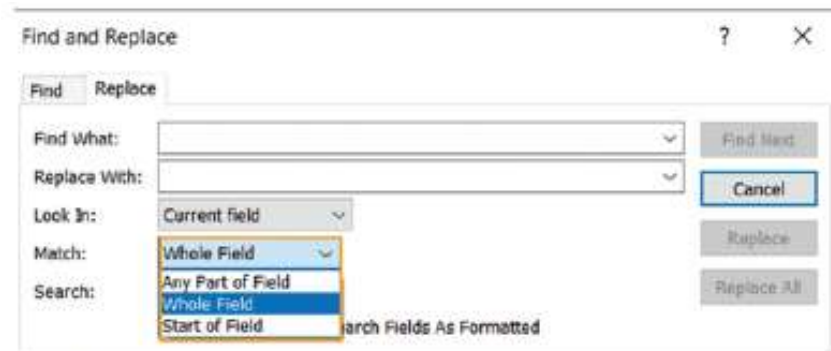 Find and Replace ? ×
Find Replace
Find What: Find Next
Replace With: Cancel
Look In: Current field
Match: Whole Field Replace
Any Part of Field
Search: Whole Field Replace All
Start of Field arch Fields As Formatted